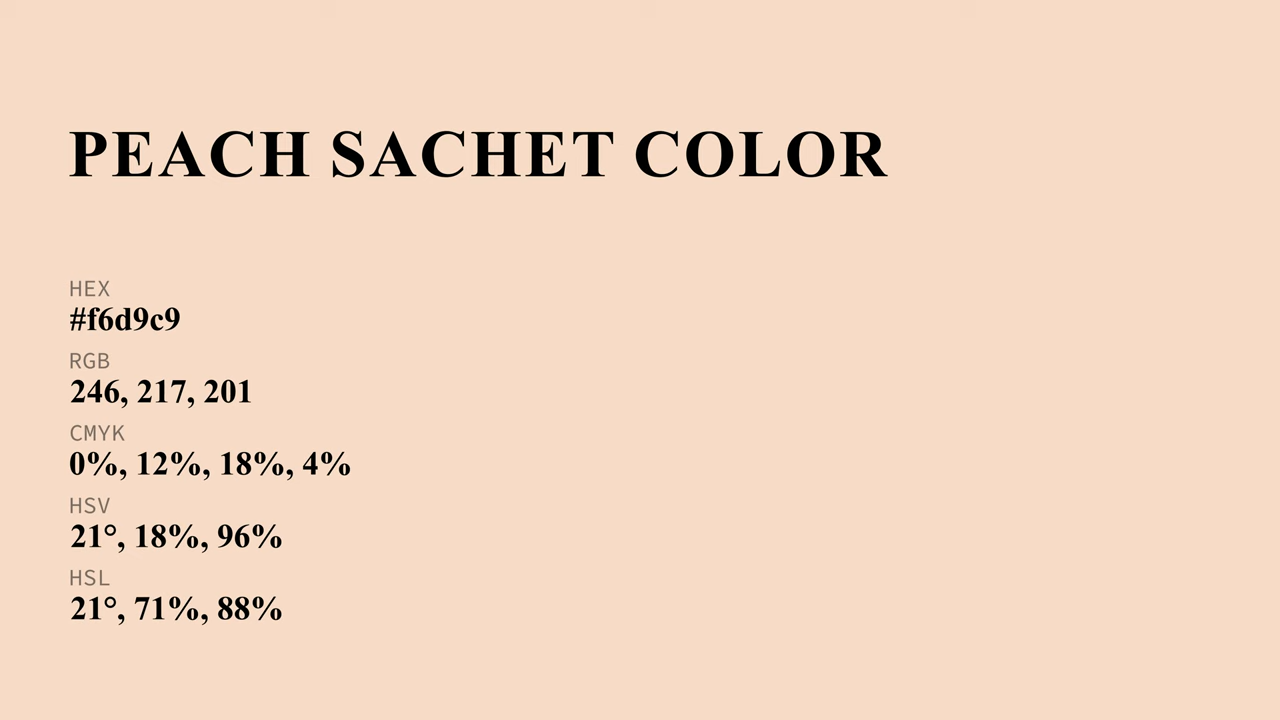 PEACH SACHET COLOR
HEX
#f6d9c9
RGB
246, 217, 201
CMYK
0%, 12%, 18%, 4%
HSV
21°, 18%, 96%
HSL
21°, 71%, 88%